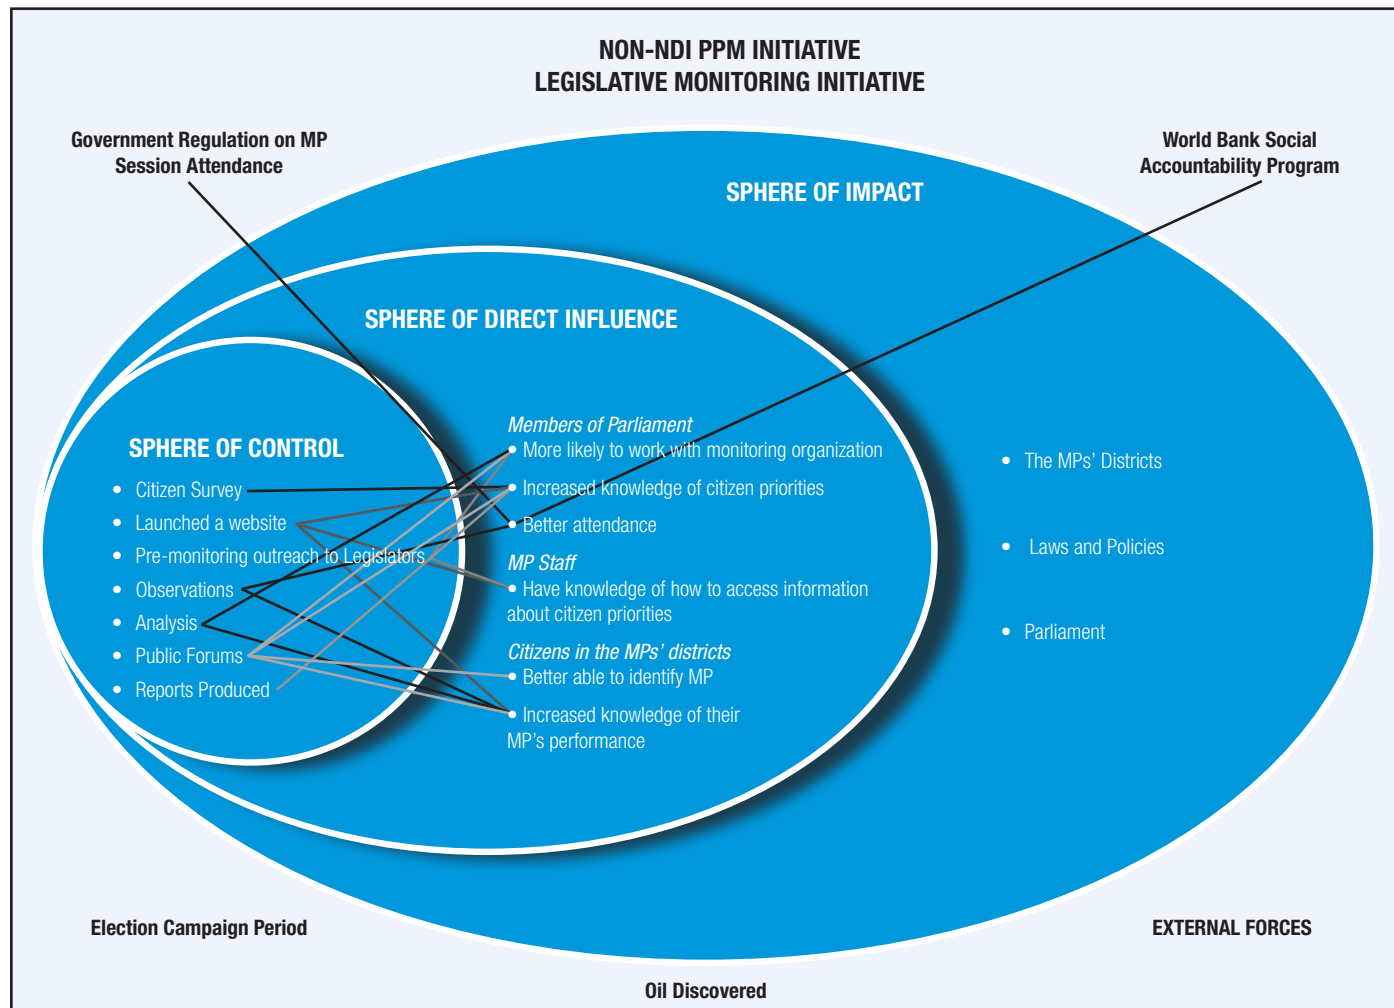 NON-NDI PPM INITIATIVE
LEGISLATIVE MONITORING INITIATIVE
Government Regulation on MP
Session Attendance
World Bank Social
Accountability Program
SPHERE OF IMPACT
SPHERE OF DIRECT INFLUENCE
SPHERE OF CONTROL
• Citizen Survey
• Launched a website
• Pre-monitoring outreach to Legislators
• Observations
• Analysis
• Public Forums
• Reports Produced
Members of Parliament
• More likely to work with monitoring organization
• Increased knowledge of citizen priorities
• Better attendance
MP Staff
• Have knowledge of how to access information
about citizen priorities
Citizens in the MPs’ districts
• Better able to identify MP
• Increased knowledge of their
MP’s performance
• The MPs’ Districts
• Laws and Policies
• Parliament
Election Campaign Period
EXTERNAL FORCES
Oil Discovered